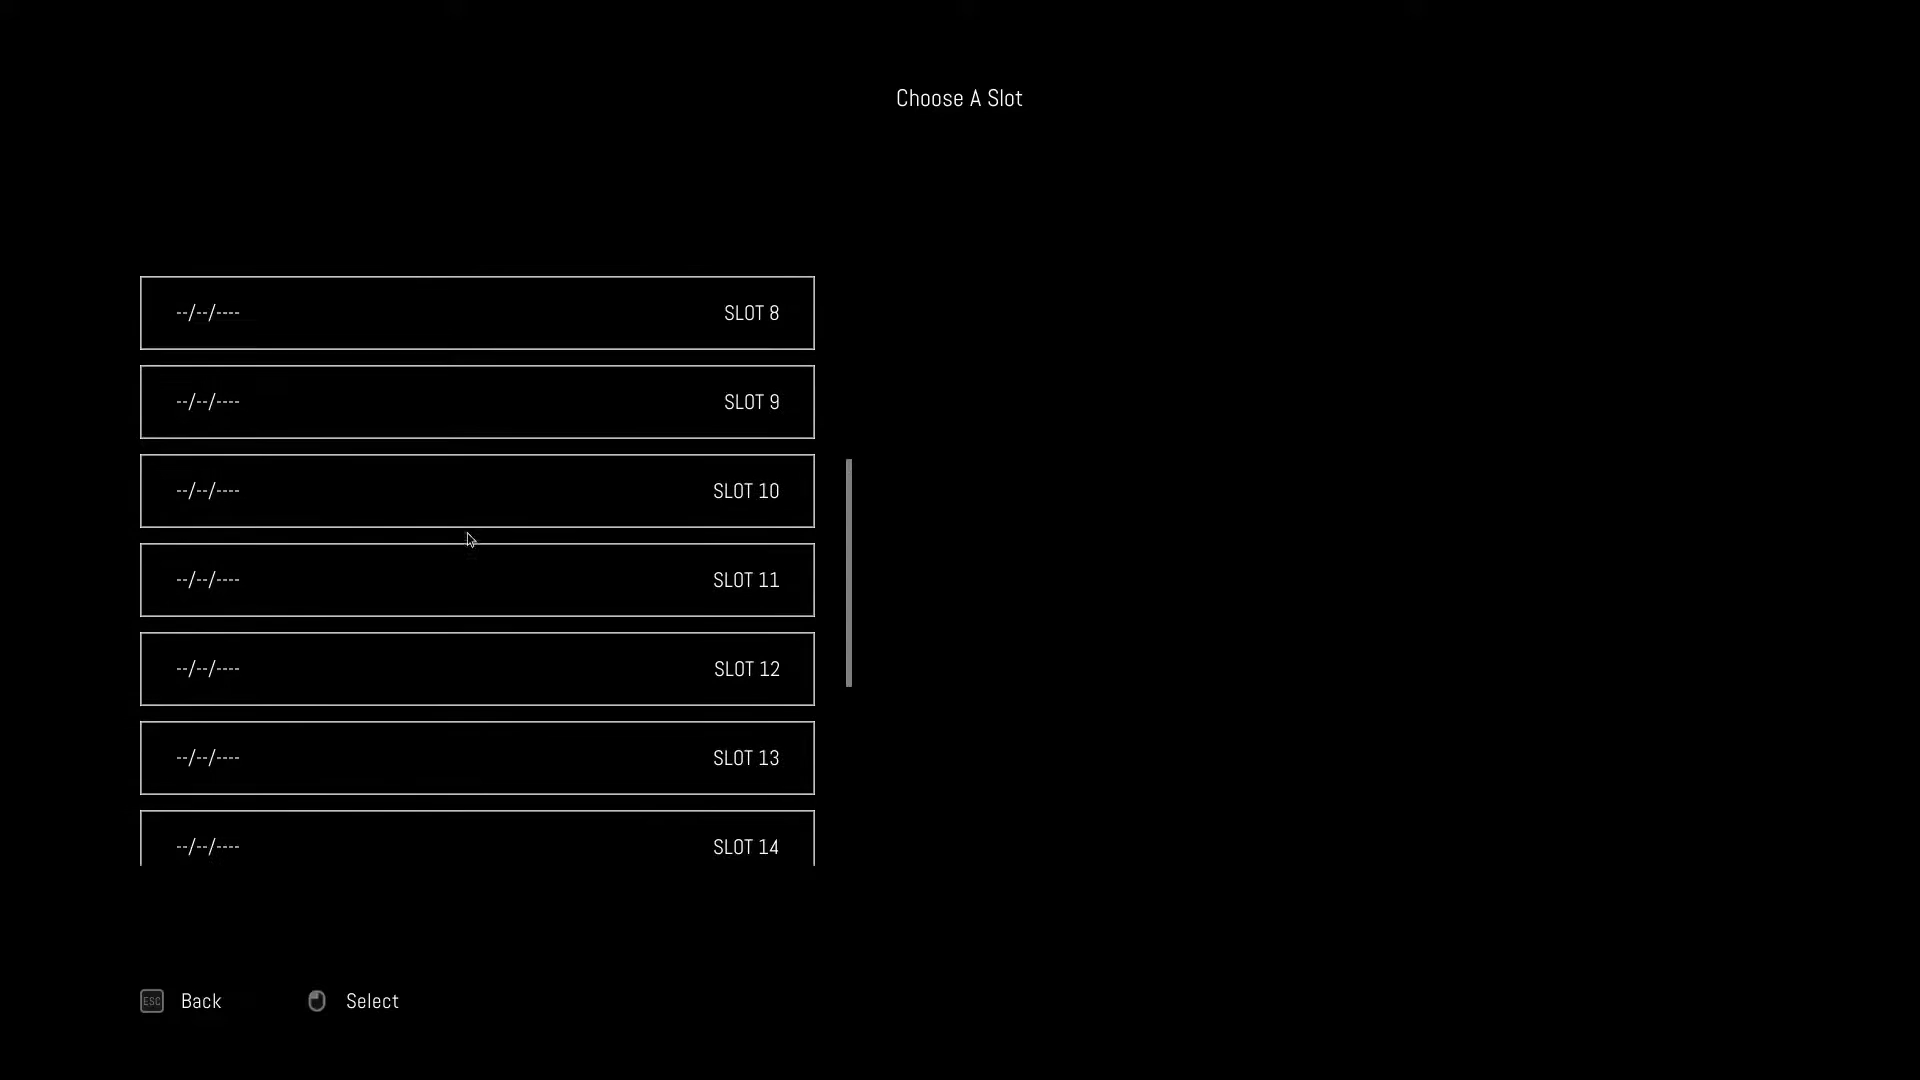 Choose A Slot
--/--/---- SLOT 8
--/--/---- SLOT 9
--/--/---- SLOT 10
--/--/---- SLOT 11
--/--/---- SLOT 12
--/--/---- SLOT 13
--/--/---- SLOT 14
ESC Back Select